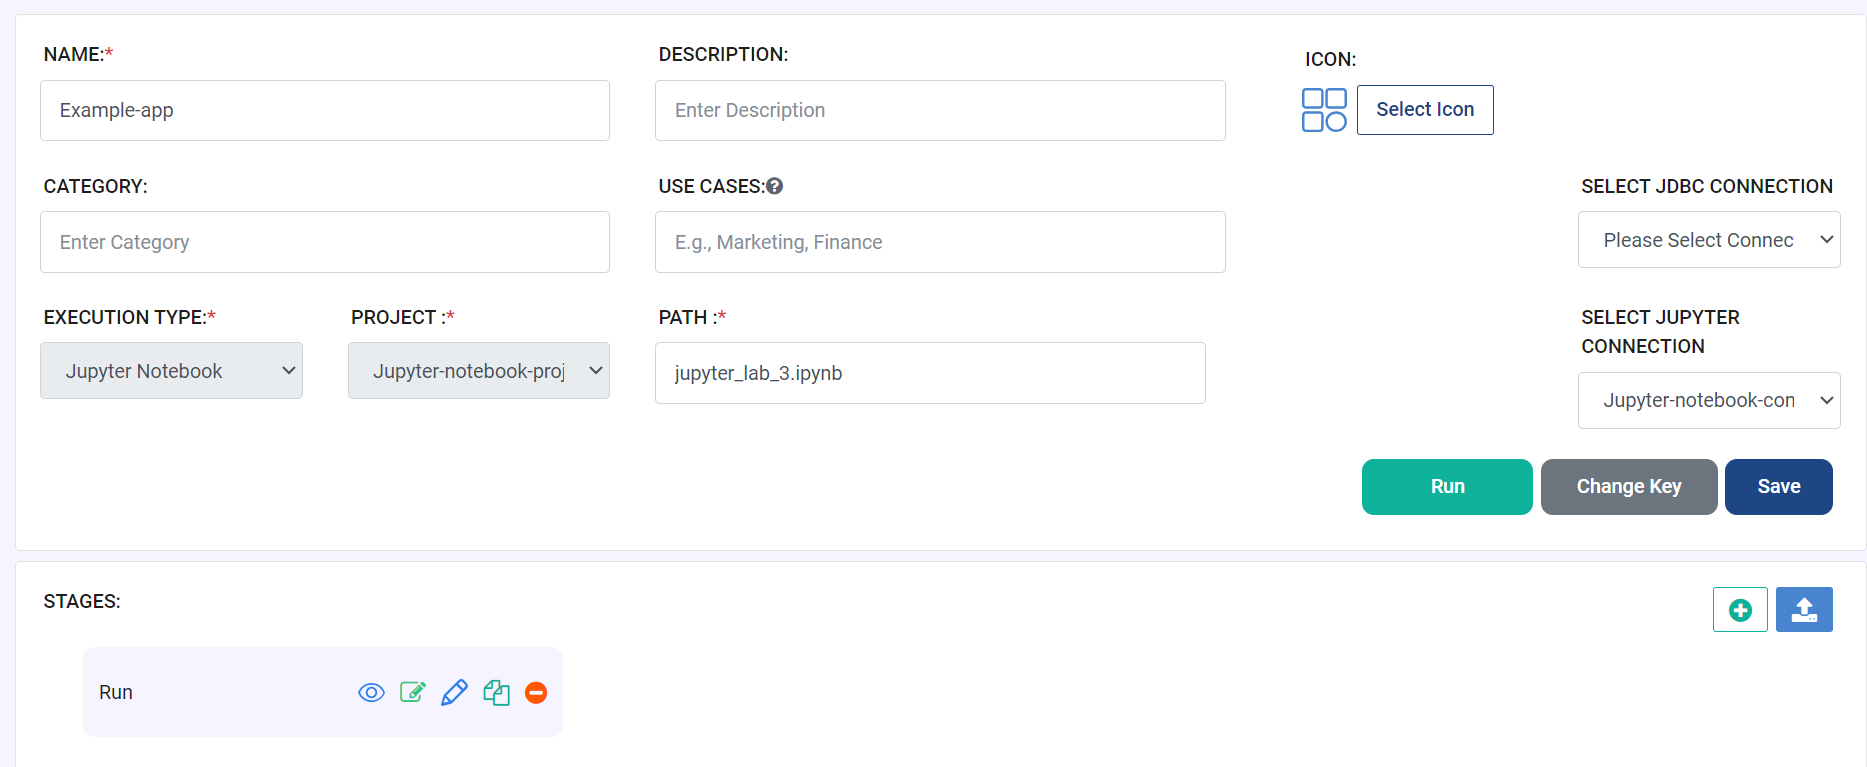 NAME:*
DESCRIPTION:
ICON:
Example-app
Enter Description
Select Icon
CATEGORY:
USE CASES:
SELECT JDBC CONNECTION
Enter Category
E.g., Marketing, Finance
Please Select Connec
EXECUTION TYPE:*
PROJECT :*
PATH :*
SELECT JUPYTER
CONNECTION
Jupyter Notebook
Jupyter-notebook-proj
jupyter_lab_3.ipynb
Jupyter-notebook-con
Run
Change Key
Save
STAGES:
Run